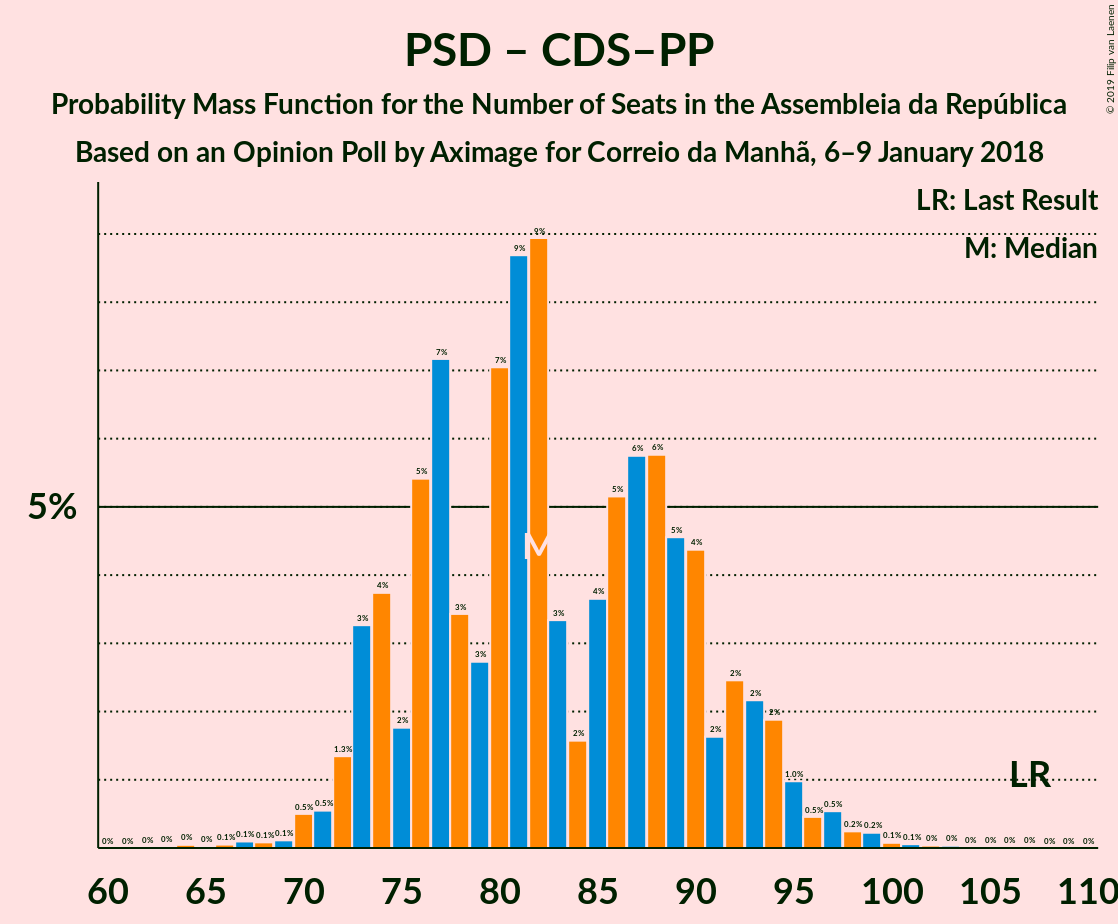 PSD – CDS–PP
Probability Mass Function for the Number of Seats in the Assembleia da República
Based on an Opinion Poll by Aximage for Correio da Manhã, 6–9 January 2018
© 2019 Filip van Laenen
LR: Last Result
M: Median
5%
0% 0% 0% 0% 0% 0% 0.1% 0.1% 0.1% 0.1% 0.5% 0.5% 1.3% 3% 4% 2% 5% 7% 3% 3% 7% 9% 9% 3% 2% 4% 5% 6% 6% 5% 4% 2% 2% 2% 2% 1.0% 0.5% 0.5% 0.2% 0.2% 0.1% 0.1% 0% 0% 0% 0% 0% 0% 0% 0% 0%
M
LR
60 65 70 75 80 85 90 95 100 105 110